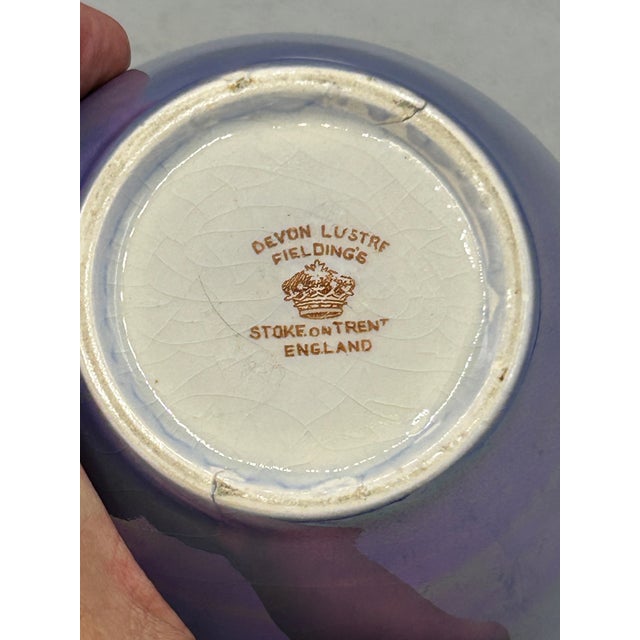 DEVON LUSTRE
FIELDING'S
STOKE ON TRENT
ENGLAND